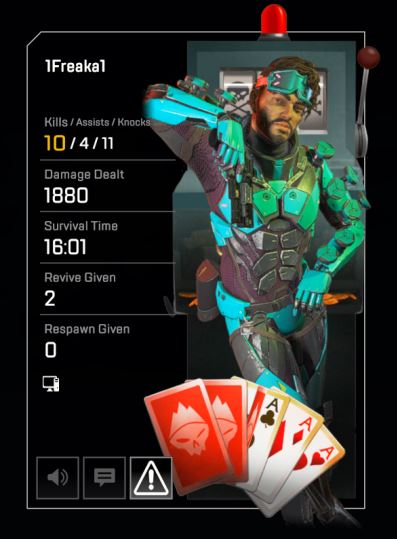 1Freaka1
Kills / Assists / Knocks
10 / 4 / 11
Damage Dealt
1880
Survival Time
16:01
Revive Given
2
Respawn Given
0
A
A
A